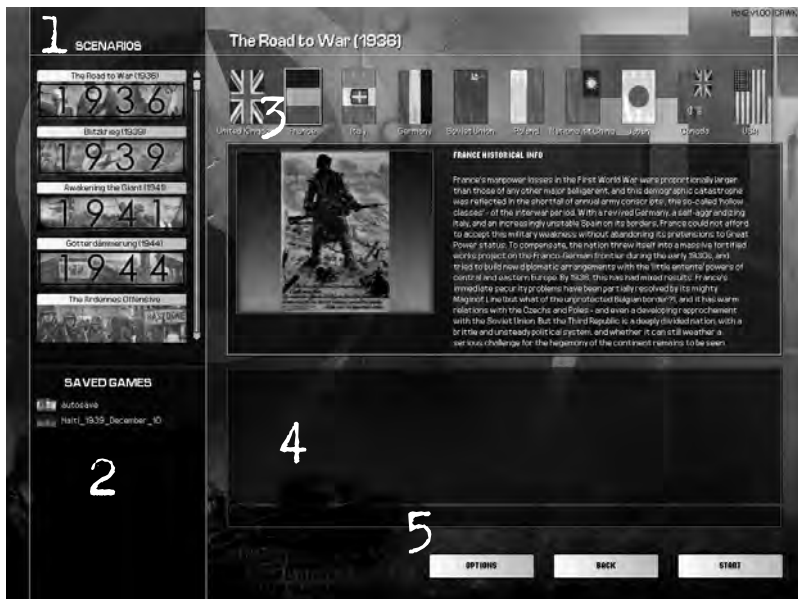 HoI2-v1.00 (CRWK)
1 SCENARIOS
The Road to War (1936)
The Road to War (1936)
1936
Blitzkrieg (1939)
1939
Awakening the Giant (1941)
1941
Götterdämmerung (1944)
1944
The Ardennes Offensive
BASTOGNE
3
United Kingdom France Italy Germany Soviet Union Poland Nationalist China Japan Canada USA
FRANCE HISTORICAL INFO
France's manpower losses in the First World War were proportionally larger
than those of any other major belligerent, and this demographic catastrophe
was reflected in the shortfall of annual army conscripts', the so-called 'hollow
classes' - of the interwar period. With a revived Germany, a self-aggrandizing
Italy, and an increasingly unstable Spain on its borders, France could not afford
to accept this military weakness without abandoning its pretensions to Great
Power status. To compensate, the nation threw itself into a massive fortified
works project on the Franco-German frontier during the early 1930s, and
tried to build new diplomatic arrangements with the 'little entente' powers of
central and eastern Europe. By 1936, this has had mixed results. France's
immediate security problems have been partially resolved by its mighty
Maginot Line (but what of the unprotected Belgian border?), and it has warm
relations with the Czechs and Poles - and even a developing rapprochement
with the Soviet Union. But the Third Republic is a deeply divided nation, with a
brittle and unsteady political system, and whether it can still weather a
serious challenge for the hegemony of the continent remains to be seen.
SAVED GAMES
autosave
Haiti_1939_December_10
2
4
5
OPTIONS BACK START